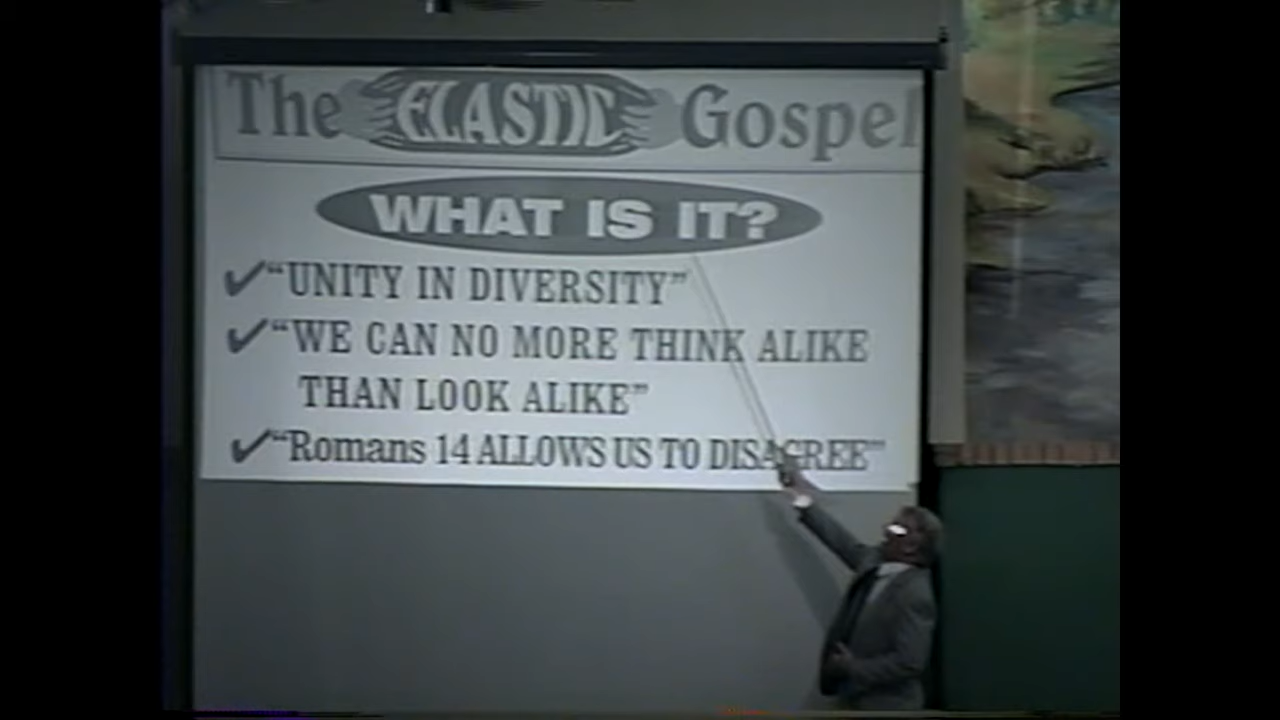 The ELASTIC Gospel
WHAT IS IT?
✔"UNITY IN DIVERSITY"
✔"WE CAN NO MORE THINK ALIKE
THAN LOOK ALIKE"
✔"Romans 14 ALLOWS US TO DISAGREE"